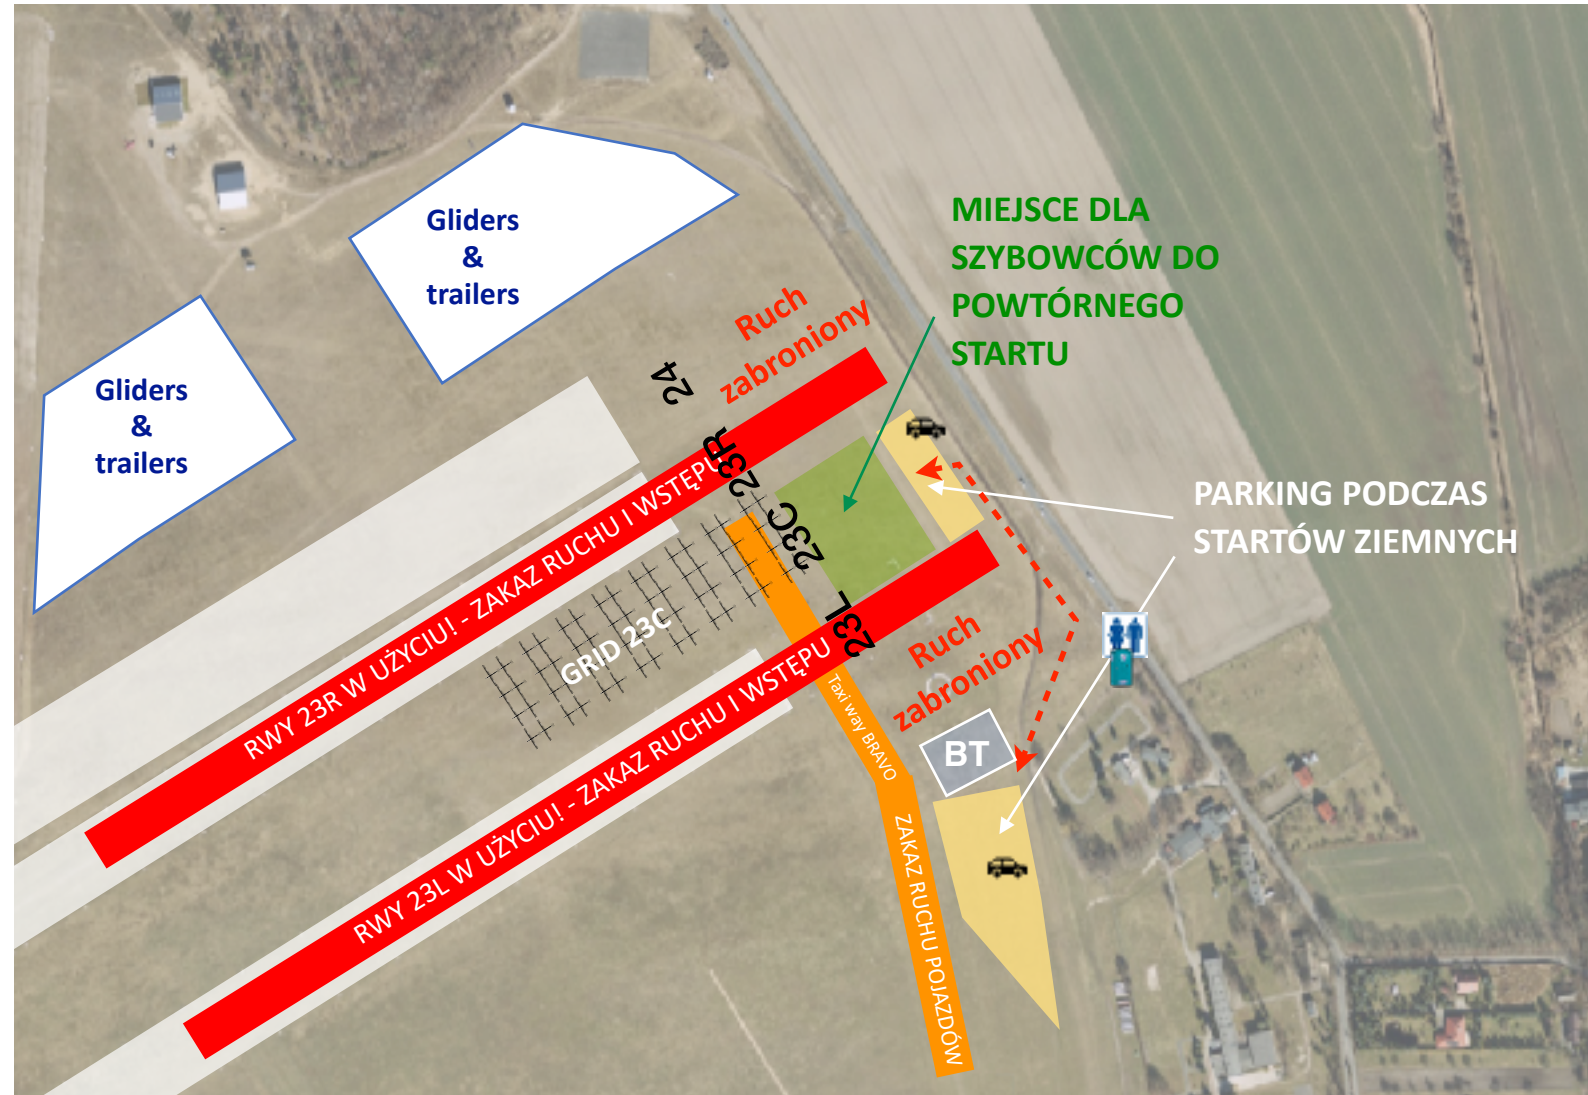 Gliders
&
trailers
Gliders
&
trailers
MIEJSCE DLA
SZYBOWCÓW DO
POWTÓRNEGO
STARTU
Ruch
zabroniony
24
23R
23C
23L
RWY 23R W UŻYCIU! - ZAKAZ RUCHU I WSTĘPU
GRID 23C
PARKING PODCZAS
STARTÓW ZIEMNYCH
RWY 23L W UŻYCIU! - ZAKAZ RUCHU I WSTĘPU
Ruch
zabroniony
Taxi way BRAVO
BT
ZAKAZ RUCHU POJAZDÓW